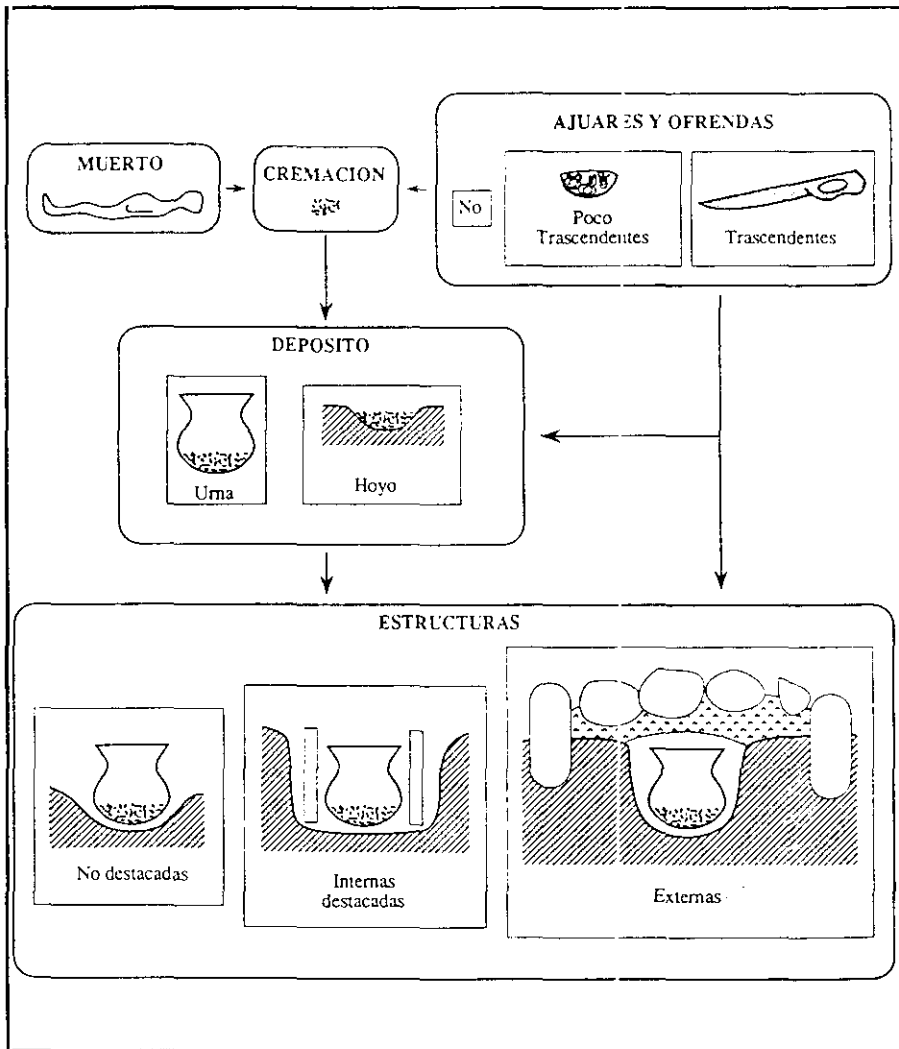 AJUARES Y OFRENDAS
MUERTO
CREMACION
No
Poco
Trascendentes
Trascendentes
DEPOSITO
Urna
Hoyo
ESTRUCTURAS
No destacadas
Internas
destacadas
Externas